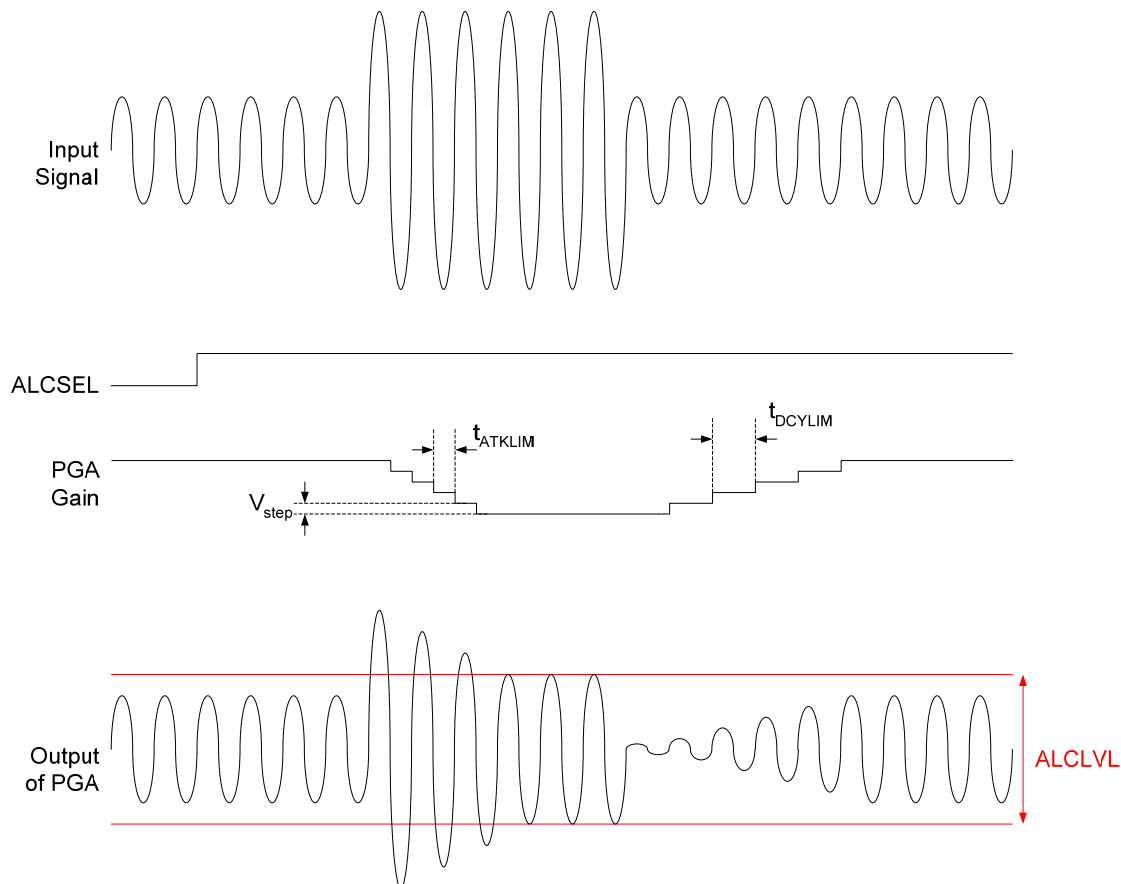 Input
Signal
ALCSEL
tATKLIM
tDCYLIM
PGA
Gain
Vstep
Output
of PGA
ALCLVL